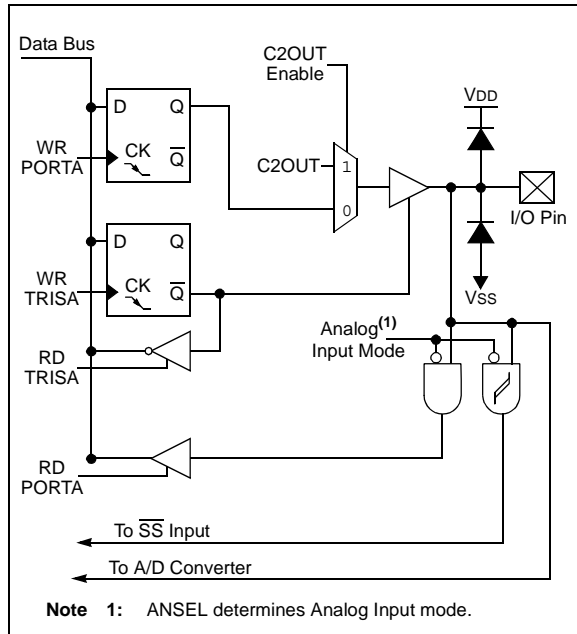 Data Bus
C2OUT
Enable
VDD
D Q
WR
PORTA
CK Q̅
C2OUT
1
0
I/O Pin
D Q
WR
TRISA
CK Q̅
VSS
Analog(1)
Input Mode
RD
TRISA
RD
PORTA
To S̅S̅ Input
To A/D Converter
Note 1: ANSEL determines Analog Input mode.